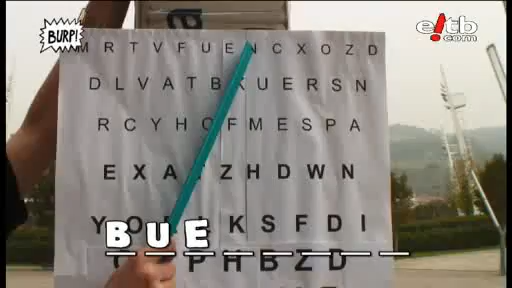 BURP!
eitb.com
M R T V F U E N C X O Z D
D L V A T B K U E R S N
R C Y H O F M E S P A
E X A Z H D W N
Y O K S F D I
B U E _ _ _ _ _ _
P H B Z D